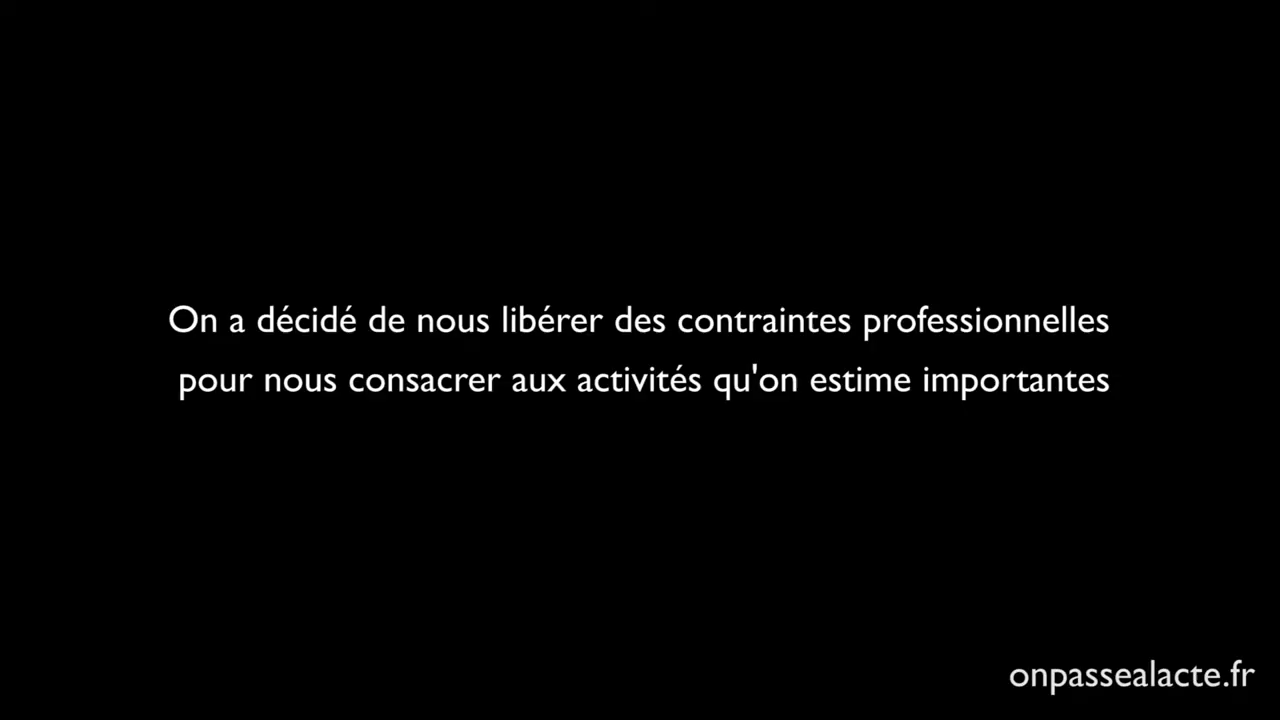 On a décidé de nous libérer des contraintes professionnelles
pour nous consacrer aux activités qu'on estime importantes
onpassealacte.fr